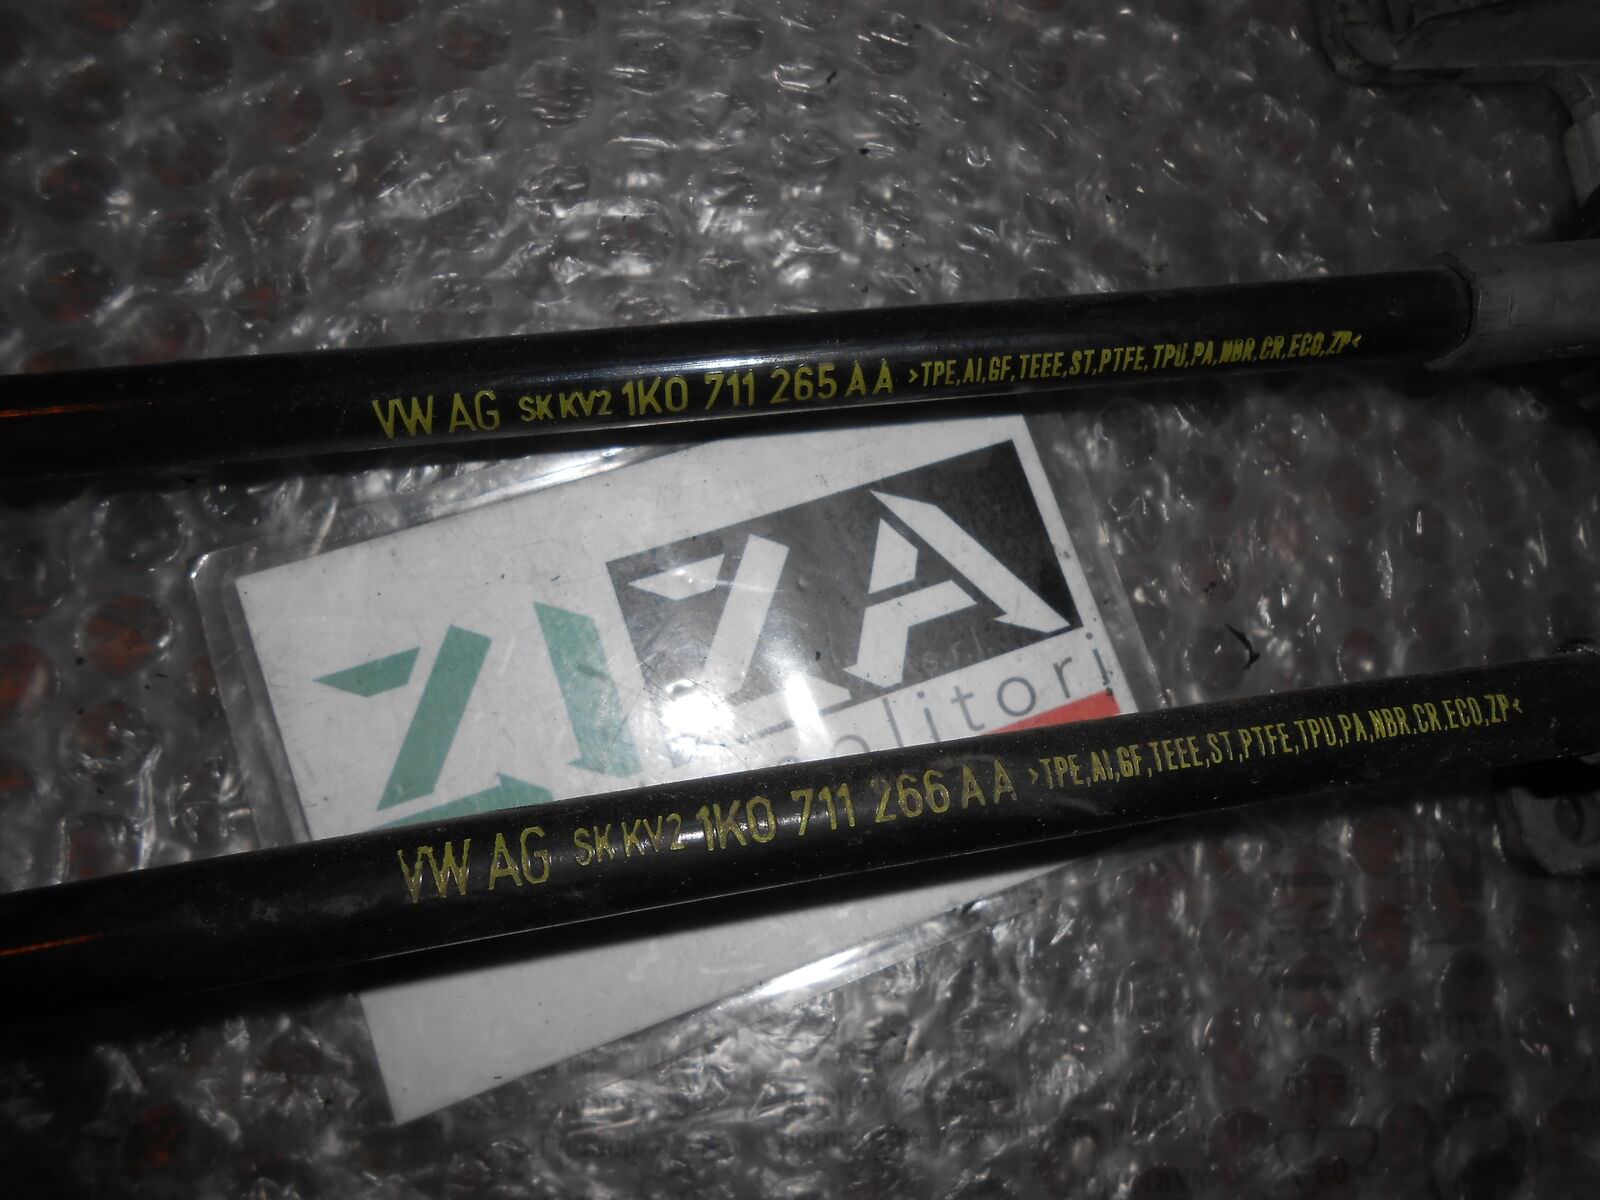 VW AG SK KV2 1K0 711 265 AA >TPE,AI,GF,TEEE,ST,PTFE,TPU,PA,NBR,CR,ECO,ZP<
ZA
VW AG SK KV2 1K0 711 266 AA >TPE,AI,GF,TEEE,ST,PTFE,TPU,PA,NBR,CR,ECO,ZP<